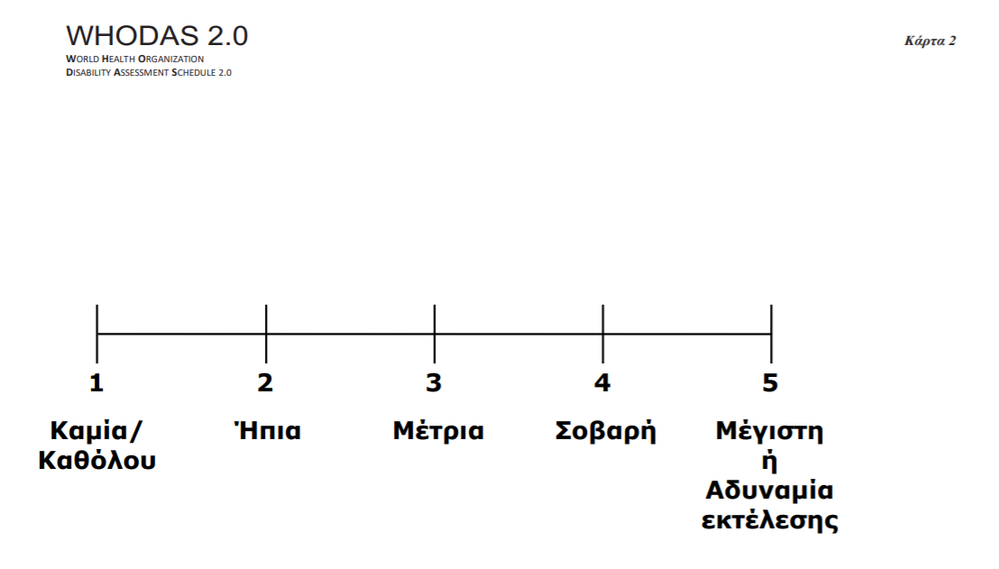 WHODAS 2.0
WORLD HEALTH ORGANIZATION
DISABILITY ASSESSMENT SCHEDULE 2.0
Κάρτα 2
1 2 3 4 5
Καμία/ Ήπια Μέτρια Σοβαρή Μέγιστη
Καθόλου ή
Αδυναμία
εκτέλεσης